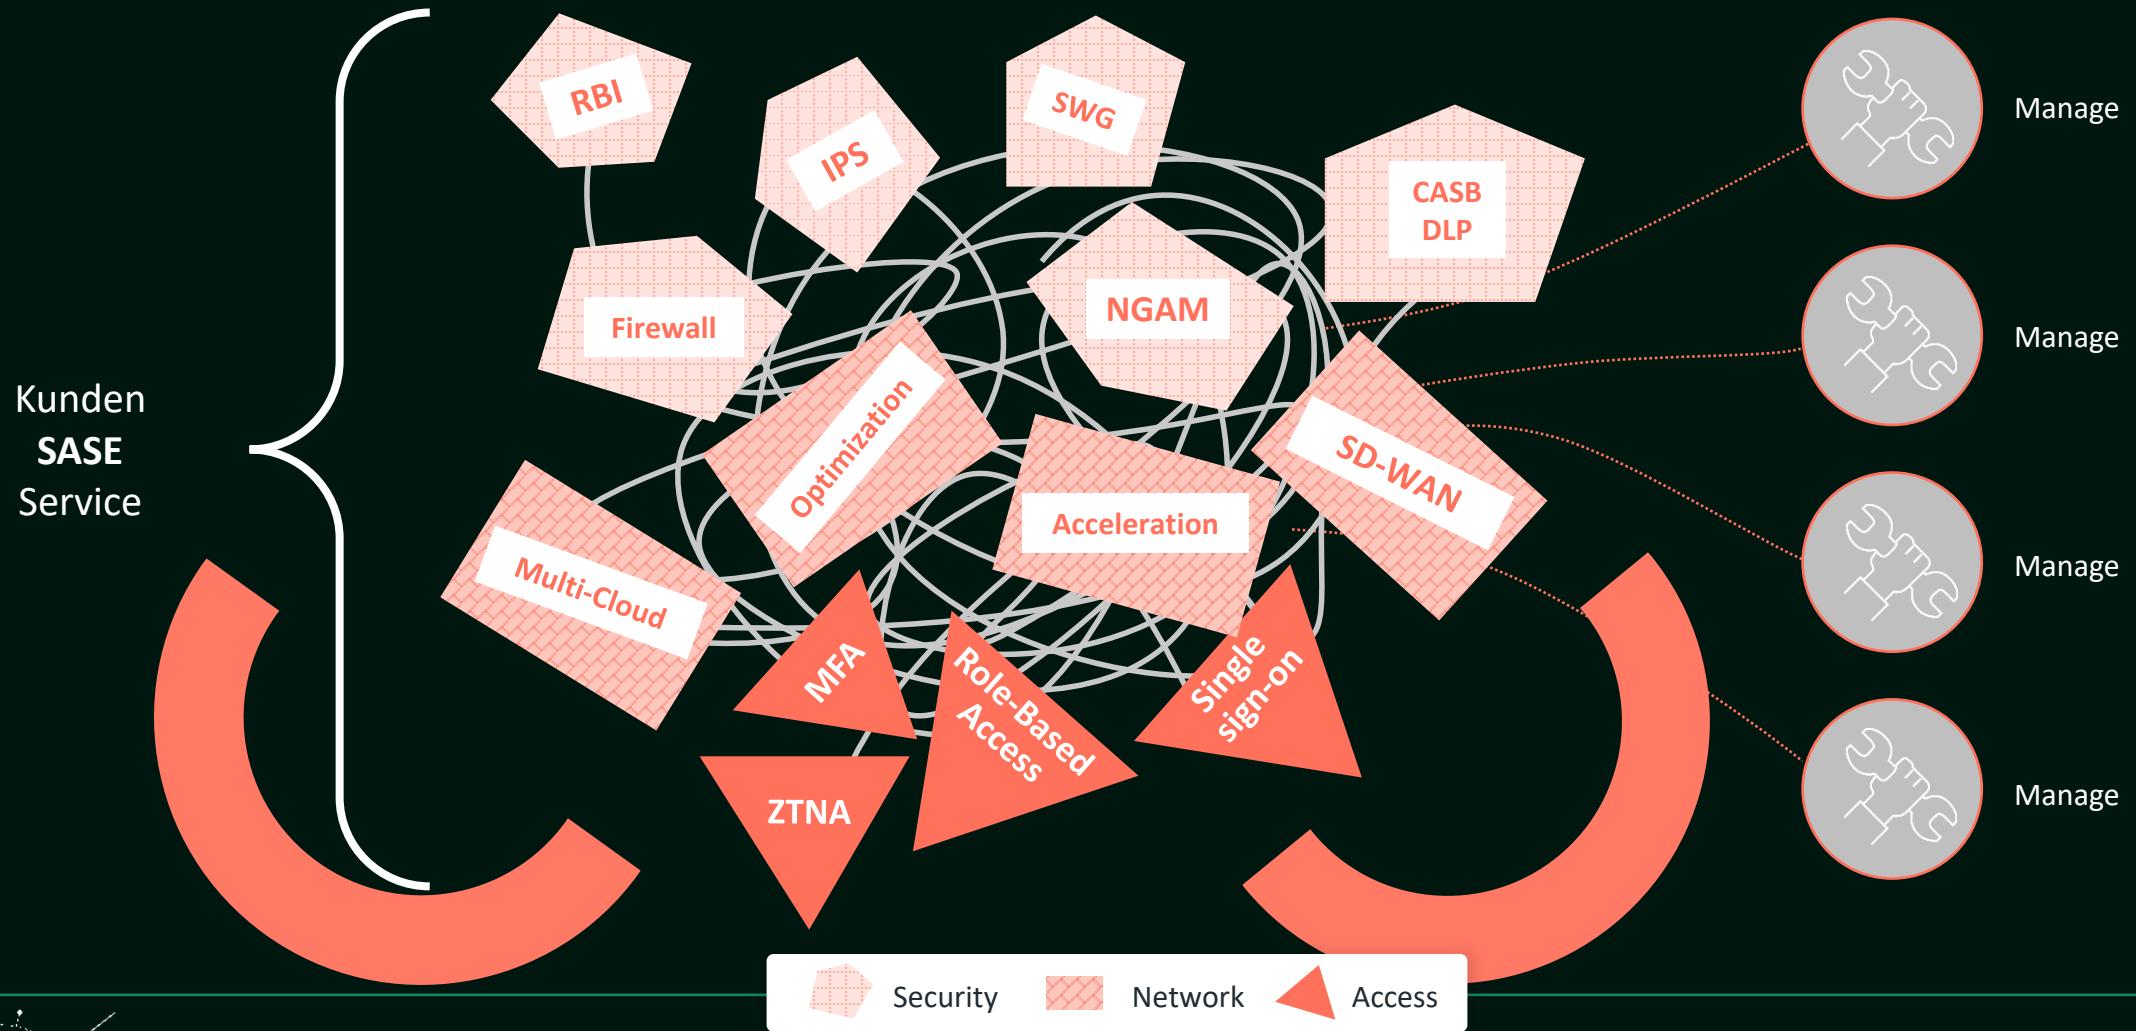 RBI
IPS
SWG
CASB
DLP
Manage
Firewall
NGAM
Manage
Kunden
SASE
Service
Optimization
SD-WAN
Acceleration
Multi-Cloud
Manage
MFA
Role-Based
Access
Single
sign-on
ZTNA
Manage
Security
Network
Access